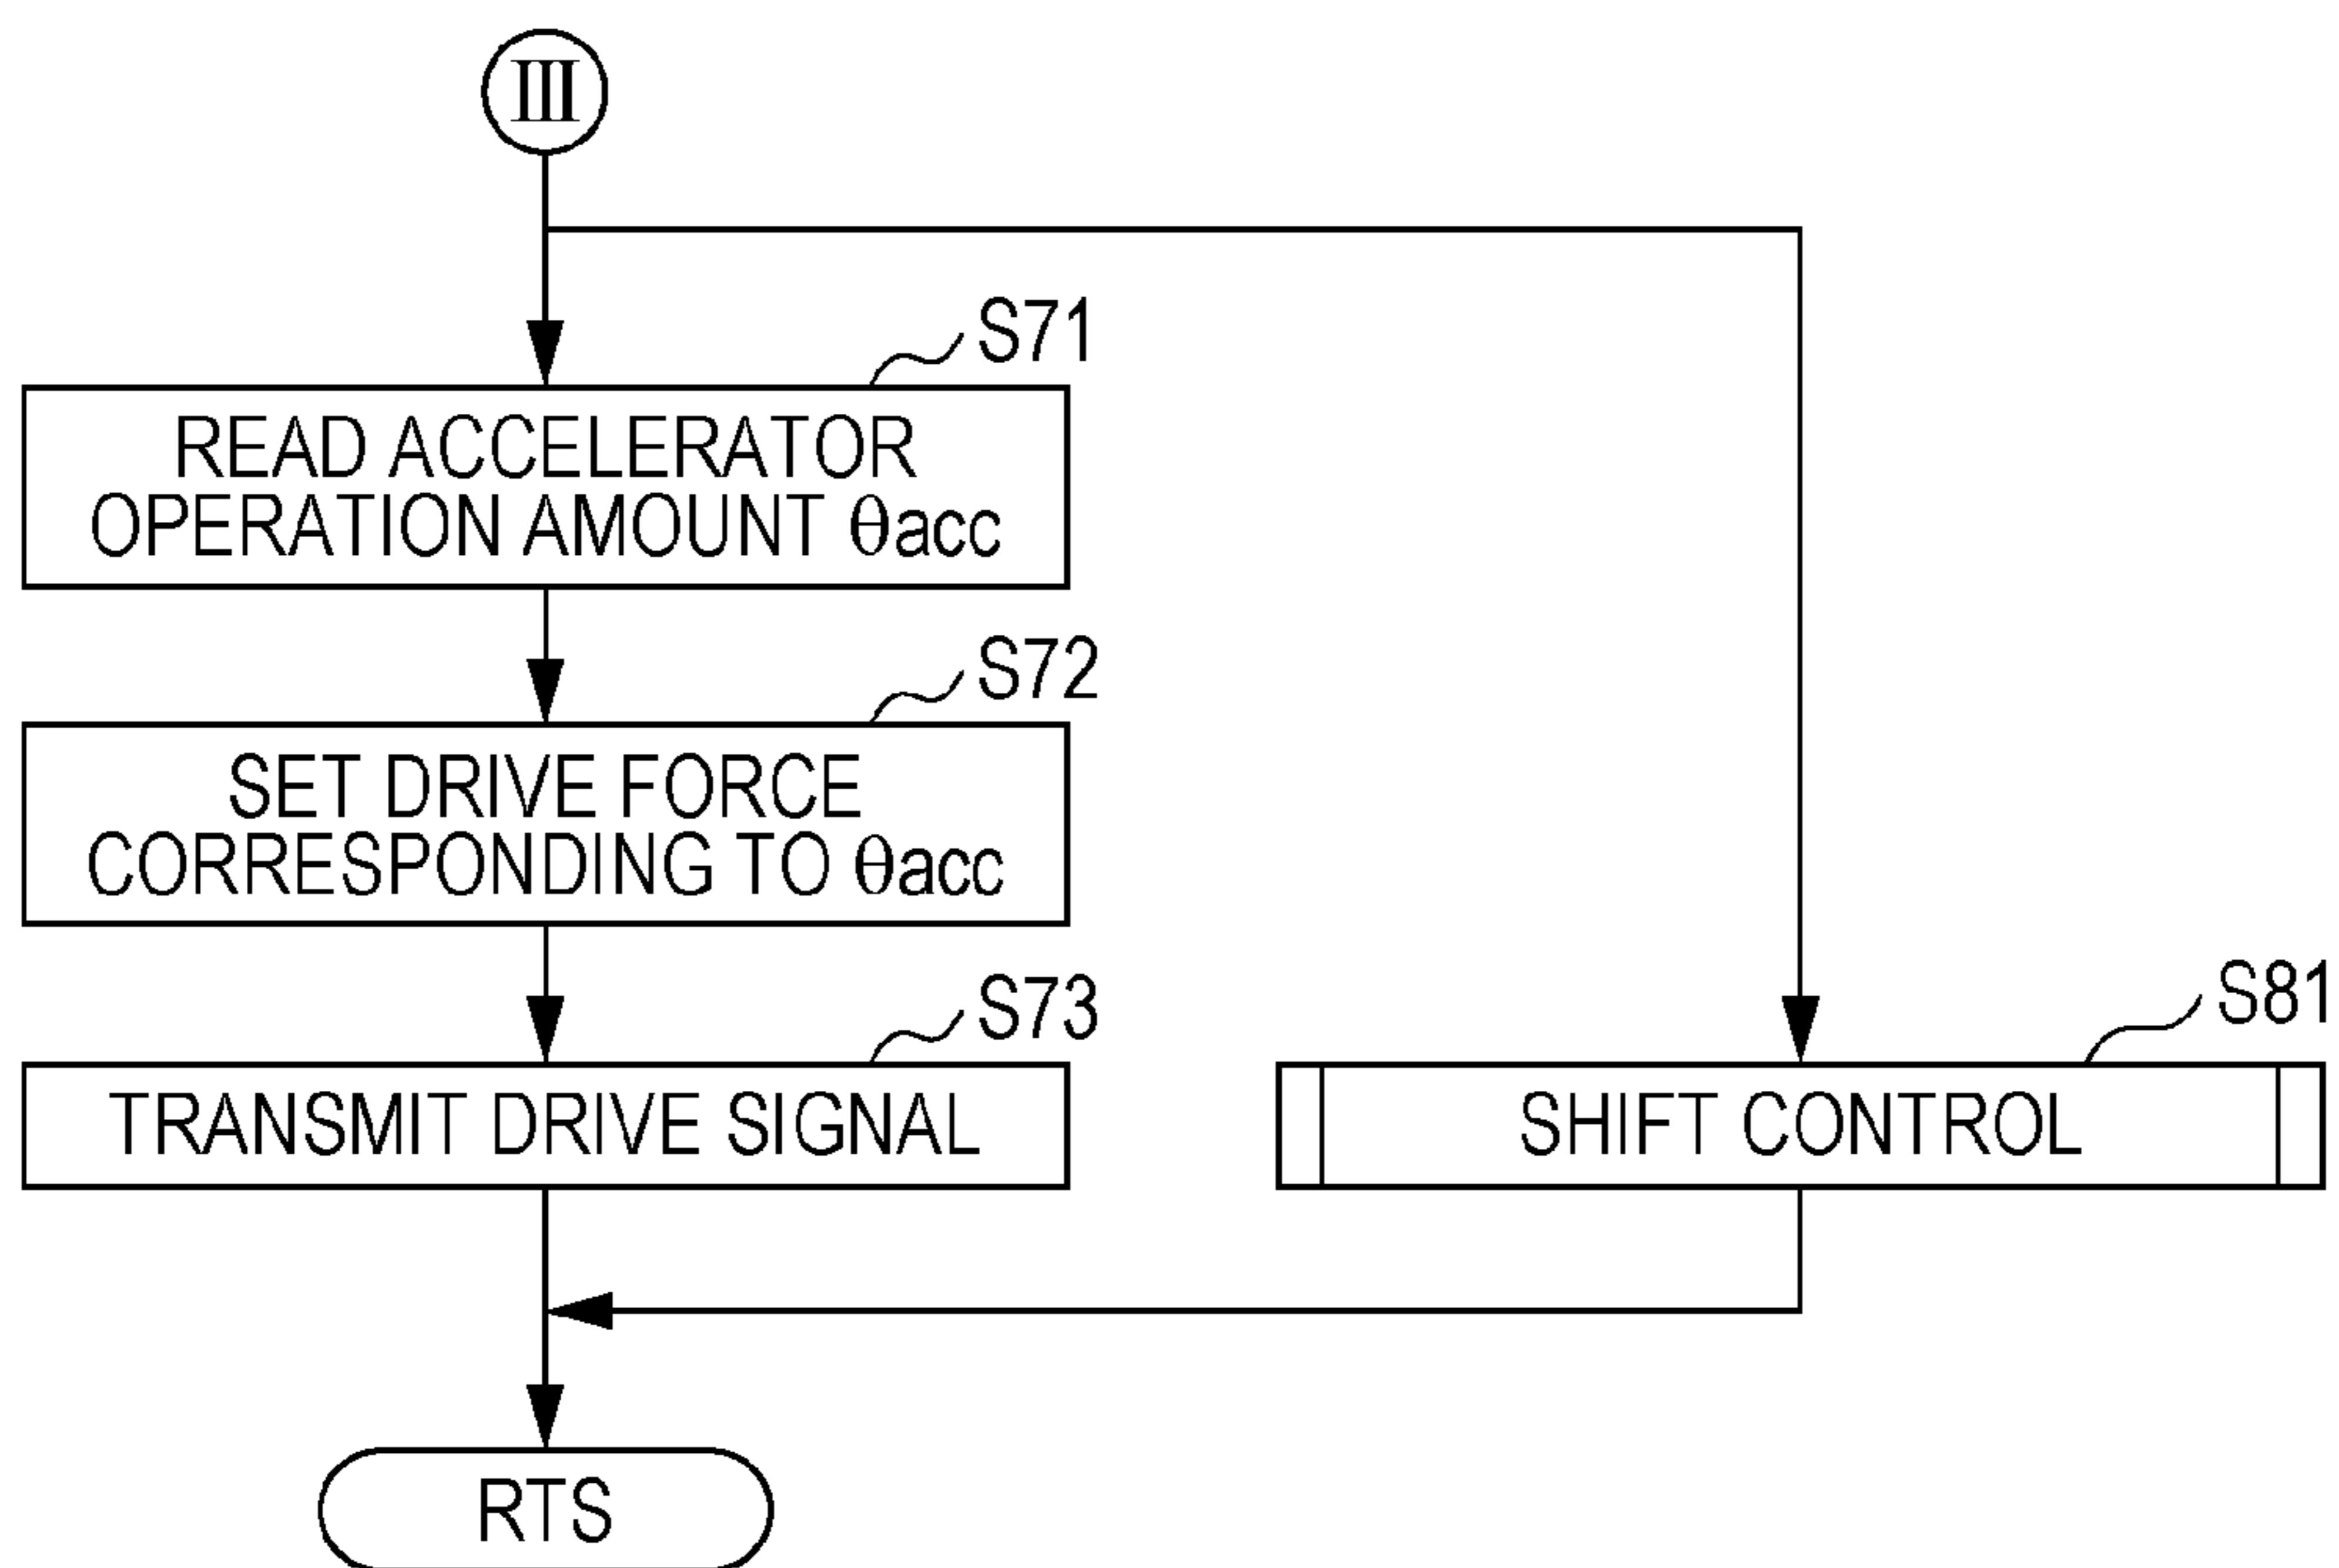 III
S71
READ ACCELERATOR
OPERATION AMOUNT θacc
S72
SET DRIVE FORCE
CORRESPONDING TO θacc
S73
TRANSMIT DRIVE SIGNAL
S81
SHIFT CONTROL
RTS